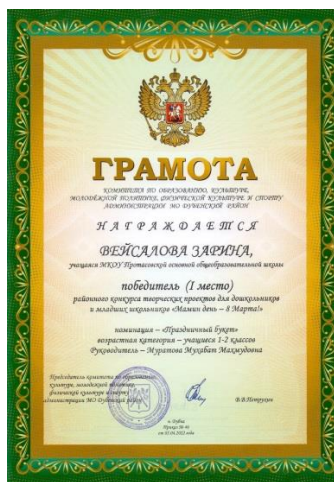 ГРАМОТА
КОМИТЕТА ПО ОБРАЗОВАНИЮ, КУЛЬТУРЕ,
МОЛОДЁЖНОЙ ПОЛИТИКЕ, ФИЗИЧЕСКОЙ КУЛЬТУРЕ И СПОРТУ
АДМИНИСТРАЦИИ МО ДУБЕНСКИЙ РАЙОН
НАГРАЖДАЕТСЯ
ВЕЙСАЛОВА ЗАРИНА,
учащаяся МКОУ Протасовской основной общеобразовательной школы
победитель (I место)
районного конкурса творческих проектов для дошкольников
и младших школьников «Мамин день – 8 Марта!»
номинация – «Праздничный букет»
возрастная категория – учащиеся 1-2 классов
Руководитель – Муратова Мухабат Махмудовна
Председатель комитета по образованию,
культуре, молодежной политике,
физической культуре и спорту
администрации МО Дубенский район
В.В.Петрухин
п. Дубна
Приказ №